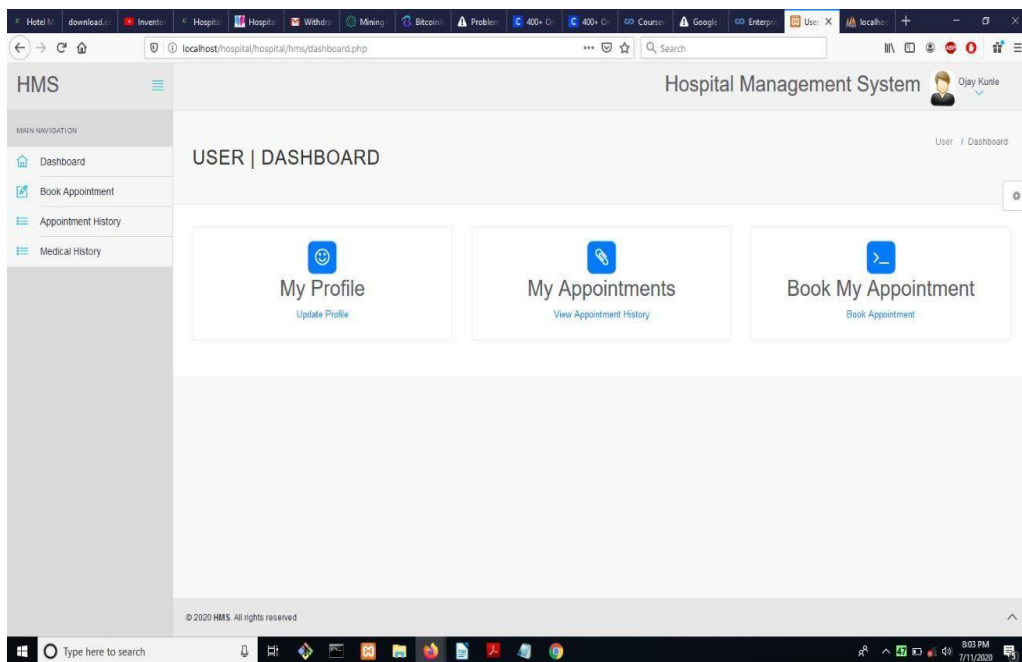 Hotel M
download.c
Invento
Hospita
Hospita
Withdra
Mining
Bitcoin
Problem
400+ O
400+ O
Course
Google
Enterpri
User
localhos
localhost/hospital/hospital/hms/dashboard.php
Search
HMS
Hospital Management System
Ojay Kunle
MAIN NAVIGATION
Dashboard
Book Appointment
Appointment History
Medical History
USER | DASHBOARD
User / Dashboard
My Profile
Update Profile
My Appointments
View Appointment History
Book My Appointment
Book Appointment
© 2020 HMS. All rights reserved
Type here to search
8:03 PM
7/11/2020